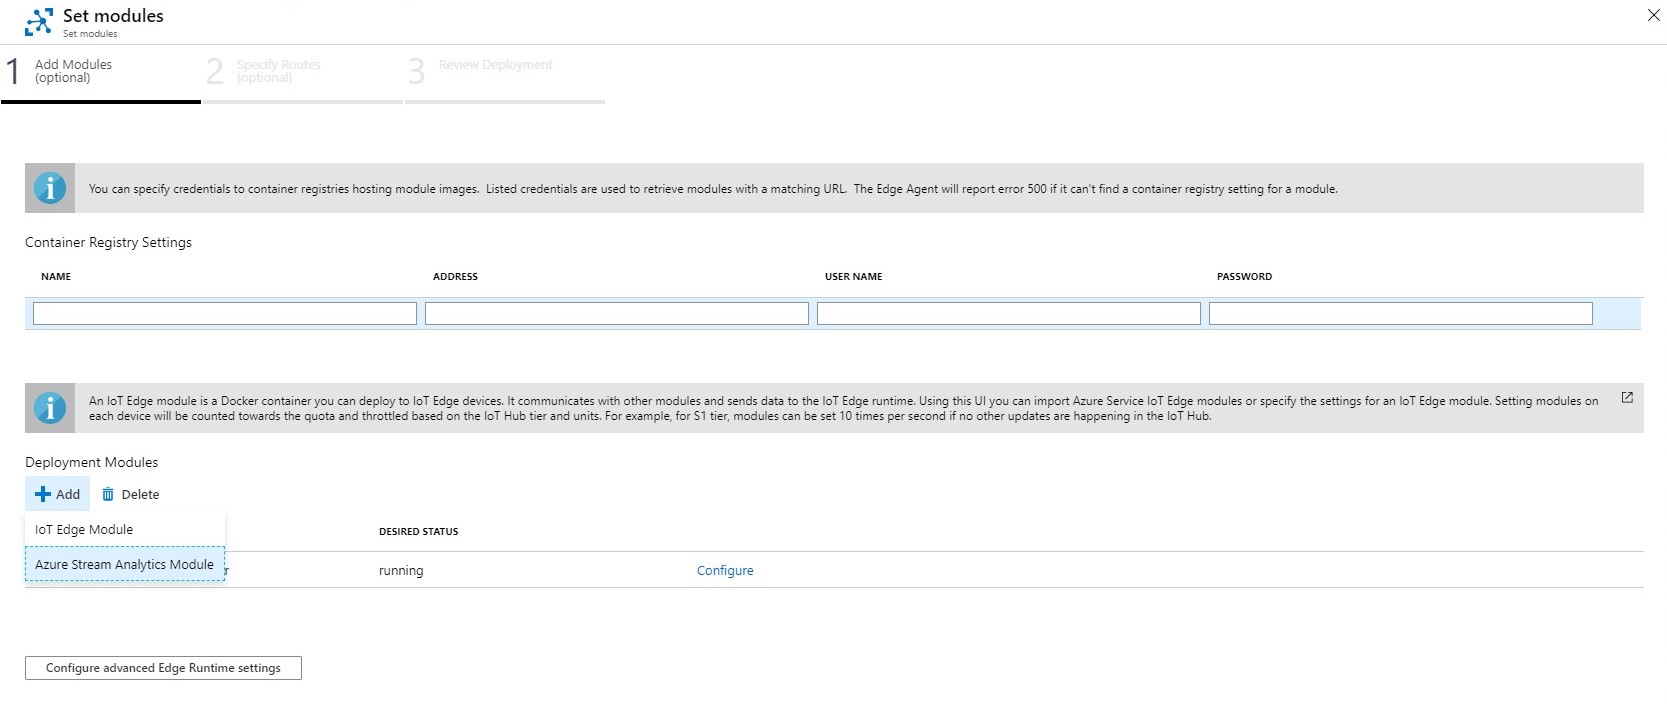 Set modules
Set modules
1 Add Modules
(optional)
2 Specify Routes
(optional)
3 Review Deployment
You can specify credentials to container registries hosting module images. Listed credentials are used to retrieve modules with a matching URL. The Edge Agent will report error 500 if it can't find a container registry setting for a module.
Container Registry Settings
NAME ADDRESS USER NAME PASSWORD
An IoT Edge module is a Docker container you can deploy to IoT Edge devices. It communicates with other modules and sends data to the IoT Edge runtime. Using this UI you can import Azure Service IoT Edge modules or specify the settings for an IoT Edge module. Setting modules on
each device will be counted towards the quota and throttled based on the IoT Hub tier and units. For example, for S1 tier, modules can be set 10 times per second if no other updates are happening in the IoT Hub.
Deployment Modules
Add Delete
IoT Edge Module
DESIRED STATUS
Azure Stream Analytics Module
running Configure
Configure advanced Edge Runtime settings